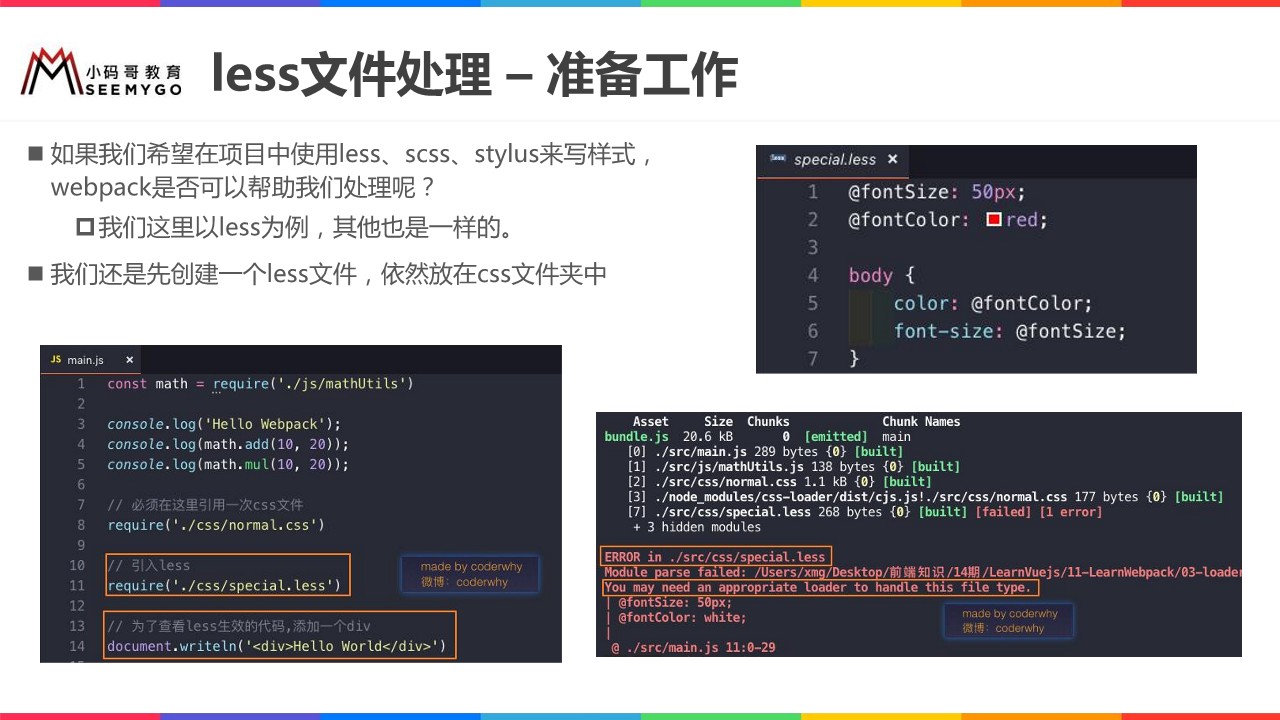 小码哥教育
SEEMYGO
less文件处理 – 准备工作
如果我们希望在项目中使用less、scss、stylus来写样式，
webpack是否可以帮助我们处理呢？
我们这里以less为例，其他也是一样的。
我们还是先创建一个less文件，依然放在css文件夹中
special.less ×
1 @fontSize: 50px;
2 @fontColor: red;
3
4 body {
5 color: @fontColor;
6 font-size: @fontSize;
7 }
JS main.js ×
1 const math = require('./js/mathUtils')
2
3 console.log('Hello Webpack');
4 console.log(math.add(10, 20));
5 console.log(math.mul(10, 20));
6
7 // 必须在这里引用一次css文件
8 require('./css/normal.css')
9
10 // 引入less
11 require('./css/special.less')
12
13 // 为了查看less生效的代码,添加一个div
14 document.writeln('<div>Hello World</div>')
made by coderwhy
微博：coderwhy
Asset Size Chunks Chunk Names
bundle.js 20.6 kB 0 [emitted] main
[0] ./src/main.js 289 bytes {0} [built]
[1] ./src/js/mathUtils.js 138 bytes {0} [built]
[2] ./src/css/normal.css 1.1 kB {0} [built]
[3] ./node_modules/css-loader/dist/cjs.js!./src/css/normal.css 177 bytes {0} [built]
[7] ./src/css/special.less 268 bytes {0} [built] [failed] [1 error]
+ 3 hidden modules
ERROR in ./src/css/special.less
Module parse failed: /Users/xmg/Desktop/前端知识/14期/LearnVuejs/11-LearnWebpack/03-loader
You may need an appropriate loader to handle this file type.
| @fontSize: 50px;
| @fontColor: white;
|
@ ./src/main.js 11:0-29
made by coderwhy
微博：coderwhy